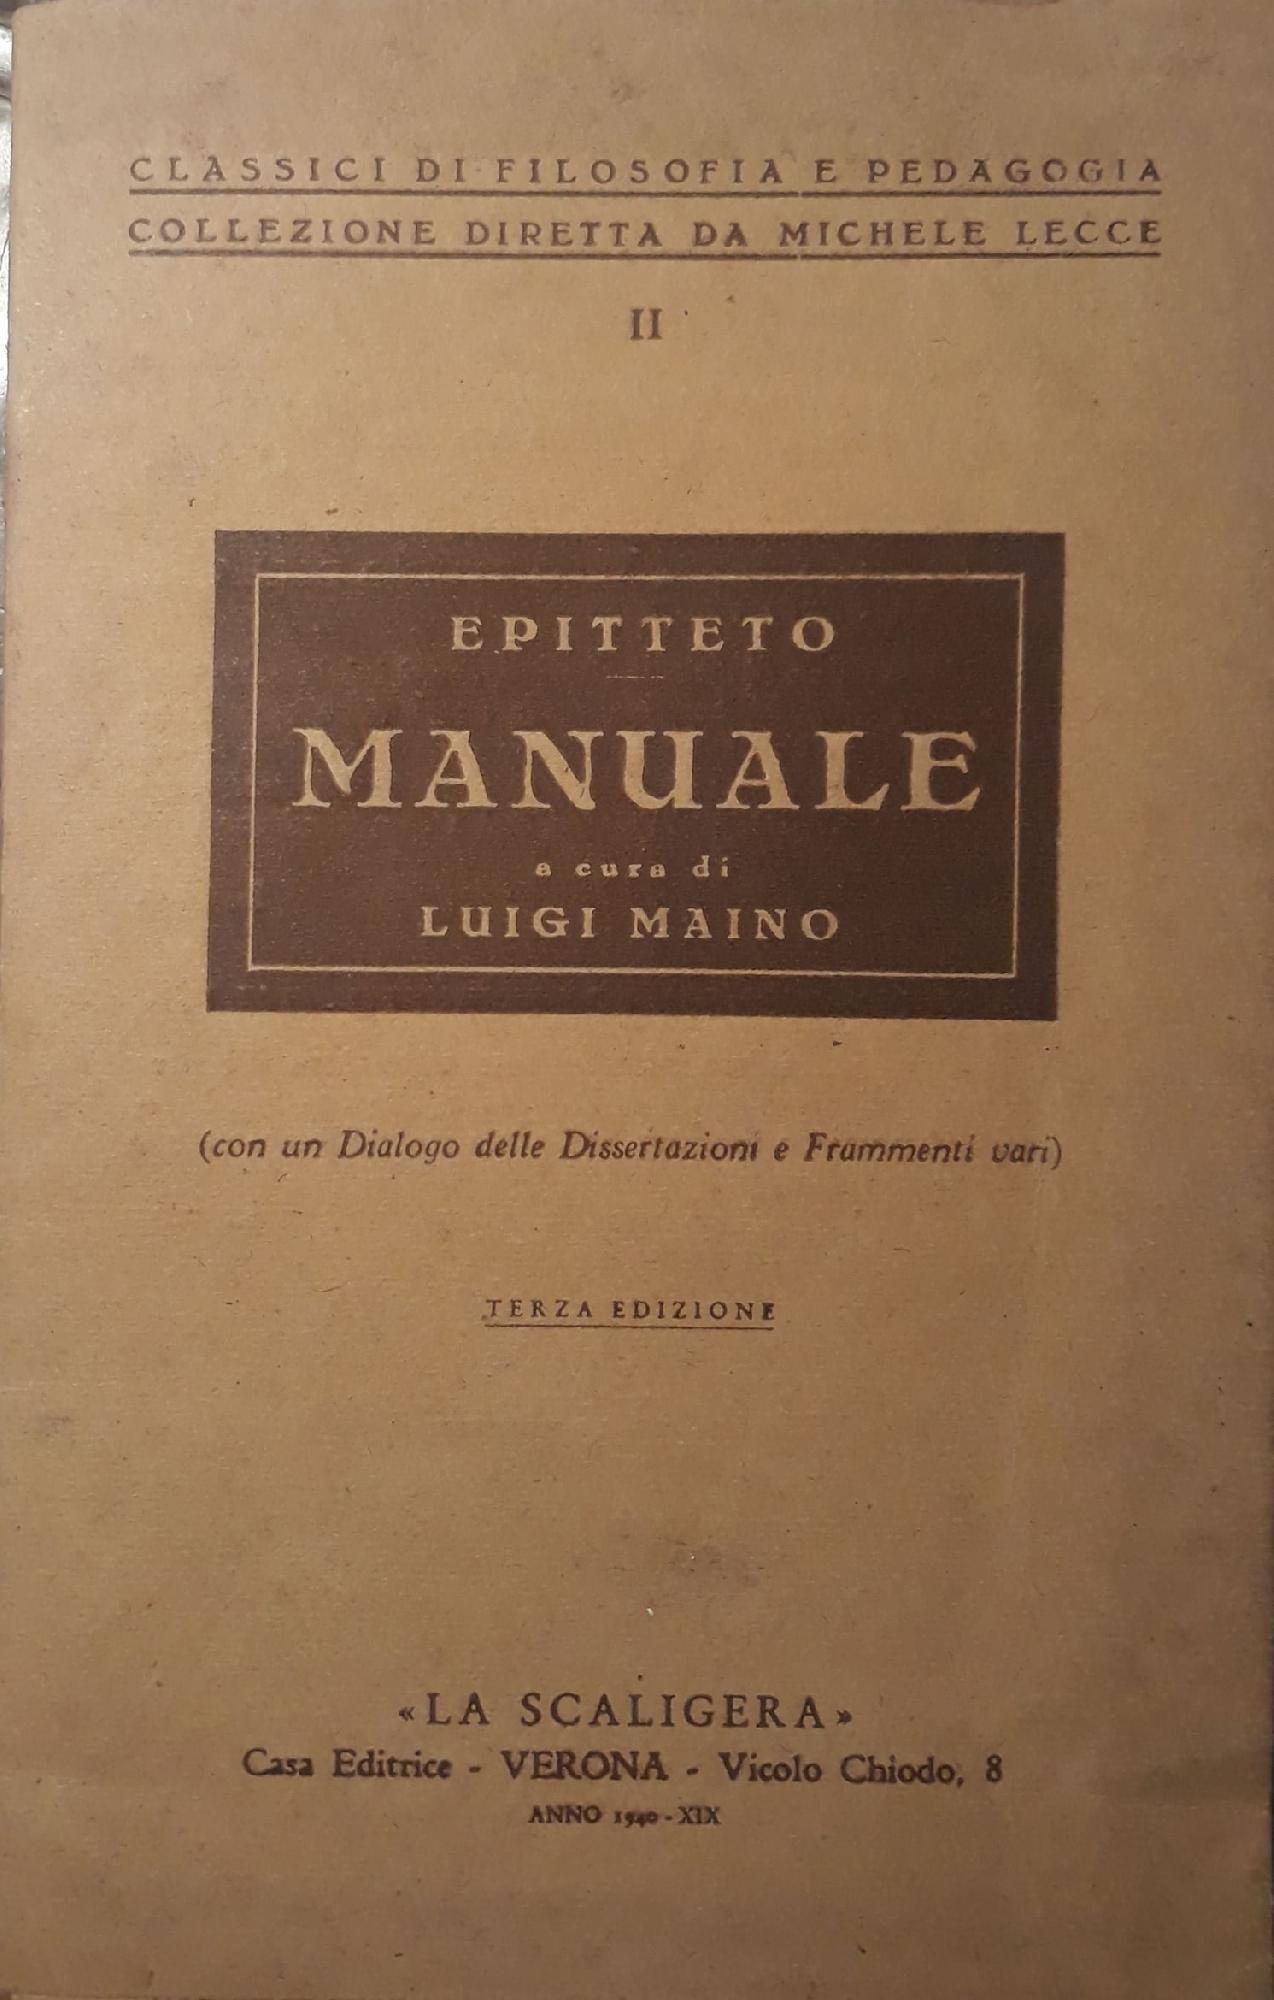 CLASSICI DI FILOSOFIA E PEDAGOGIA
COLLEZIONE DIRETTA DA MICHELE LECCE
II
EPITTETO
MANUALE
a cura di
LUIGI MAINO
(con un Dialogo delle Dissertazioni e Frammenti vari)
TERZA EDIZIONE
«LA SCALIGERA»
Casa Editrice - VERONA - Vicolo Chiodo, 8
ANNO 1940 - XIX